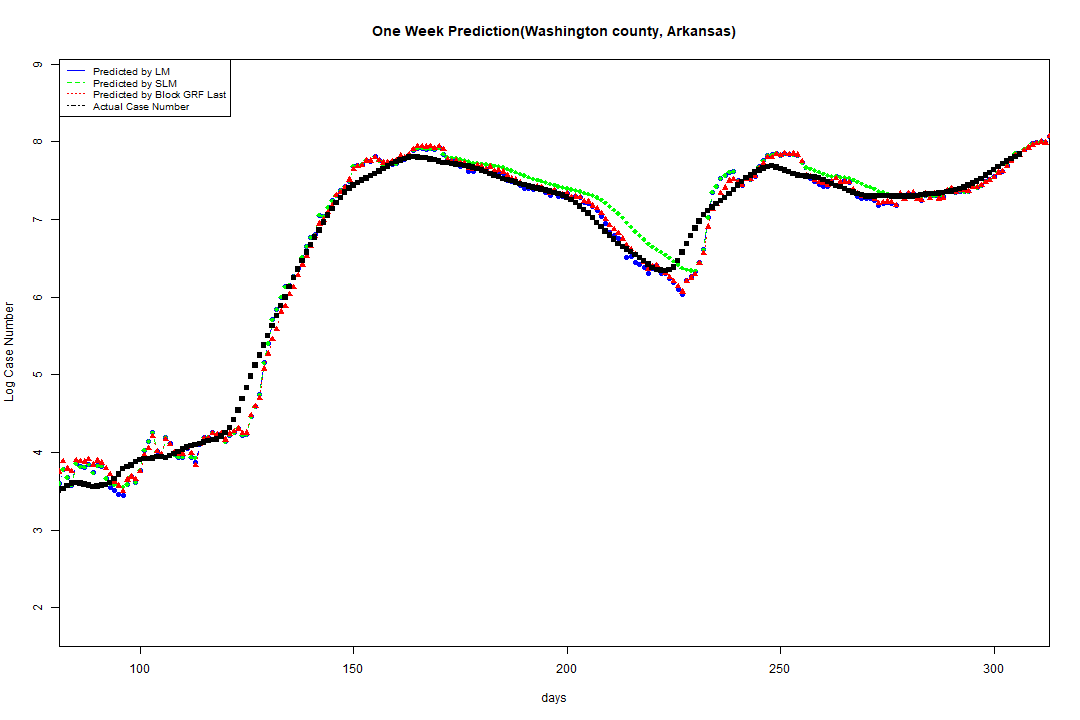 One Week Prediction(Washington county, Arkansas)
Predicted by LM
Predicted by SLM
Predicted by Block GRF Last
Actual Case Number
9
8
7
6
5
4
3
2
Log Case Number
100 150 200 250 300
days